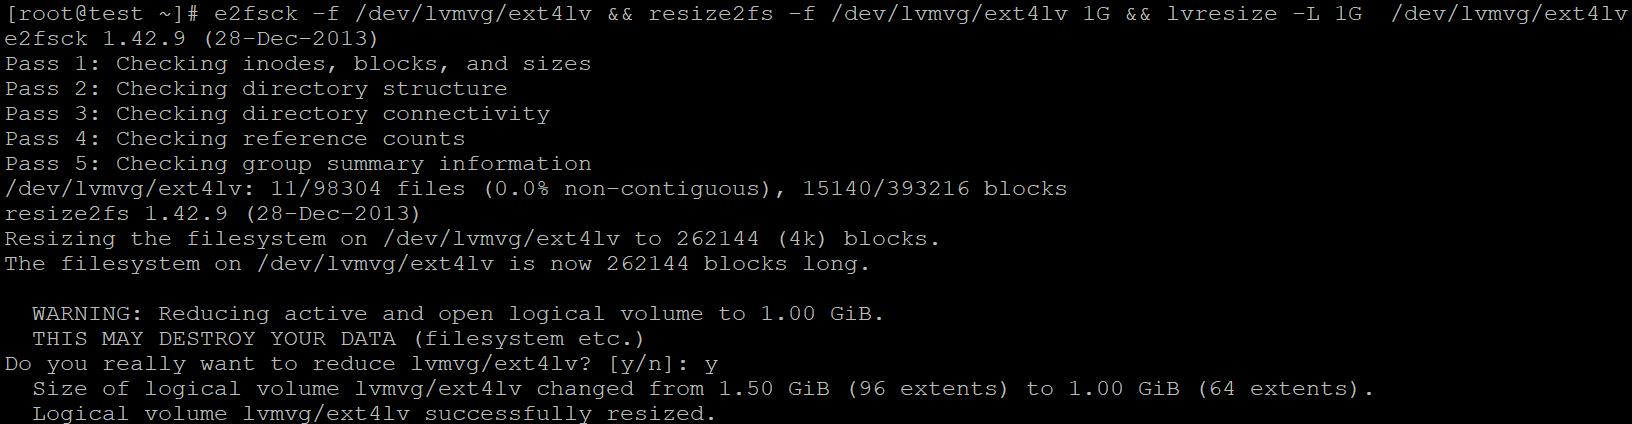 [root@test ~]# e2fsck -f /dev/lvmvg/ext4lv && resize2fs -f /dev/lvmvg/ext4lv 1G && lvresize -L 1G  /dev/lvmvg/ext4lv
e2fsck 1.42.9 (28-Dec-2013)
Pass 1: Checking inodes, blocks, and sizes
Pass 2: Checking directory structure
Pass 3: Checking directory connectivity
Pass 4: Checking reference counts
Pass 5: Checking group summary information
/dev/lvmvg/ext4lv: 11/98304 files (0.0% non-contiguous), 15140/393216 blocks
resize2fs 1.42.9 (28-Dec-2013)
Resizing the filesystem on /dev/lvmvg/ext4lv to 262144 (4k) blocks.
The filesystem on /dev/lvmvg/ext4lv is now 262144 blocks long.

  WARNING: Reducing active and open logical volume to 1.00 GiB.
  THIS MAY DESTROY YOUR DATA (filesystem etc.)
Do you really want to reduce lvmvg/ext4lv? [y/n]: y
  Size of logical volume lvmvg/ext4lv changed from 1.50 GiB (96 extents) to 1.00 GiB (64 extents).
  Logical volume lvmvg/ext4lv successfully resized.